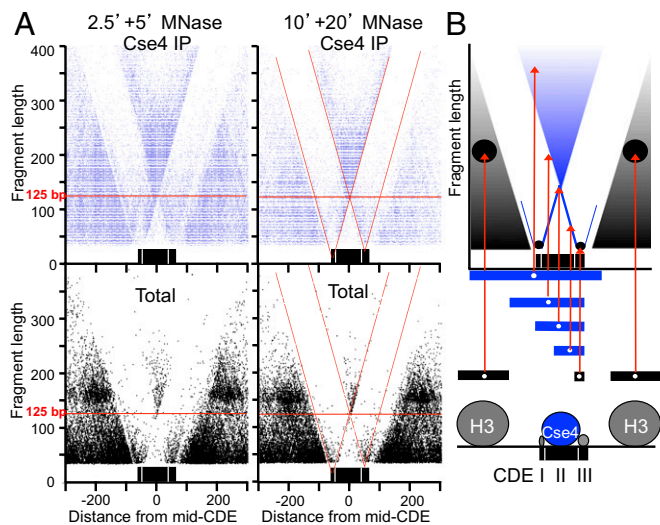 A
2.5' +5' MNase
Cse4 IP
10' +20' MNase
Cse4 IP
B
Fragment length
400
300
200
125 bp
100
0
Total
Total
Fragment length
300
200
125 bp
100
0
-300 0 300
-200 0 200
Distance from mid-CDE
Distance from mid-CDE
Fragment length
H3
Cse4
H3
CDE I II III